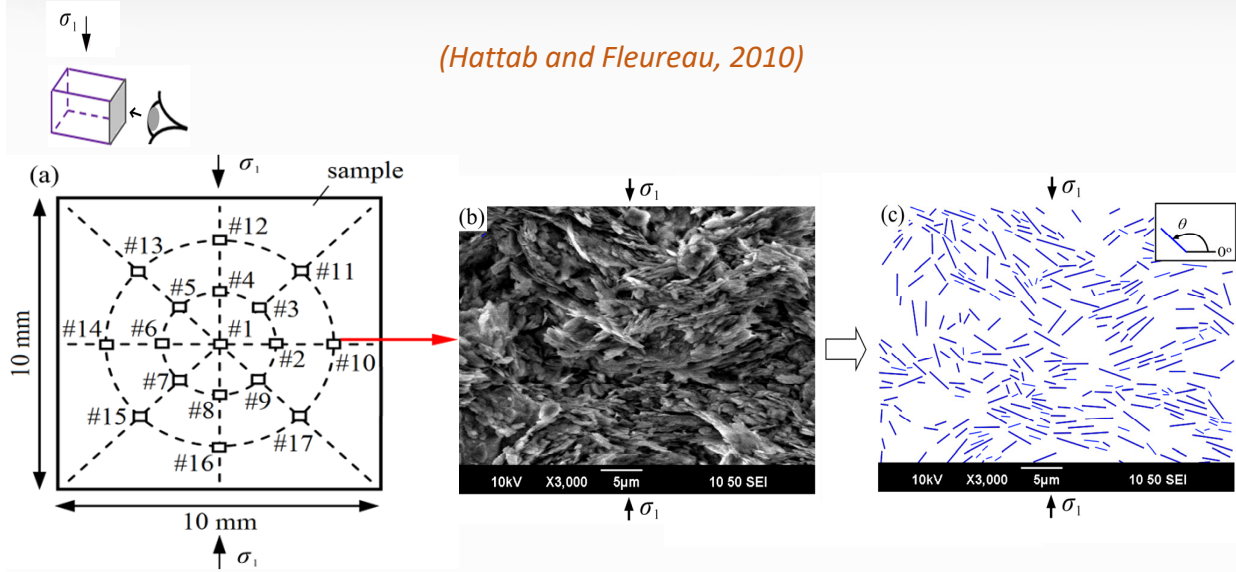 σ₁
(Hattab and Fleureau, 2010)
(a)
σ₁
sample
#12
#13
#11
#5
#4
#3
#14
#6
#1
#2
#10
#7
#8
#9
#15
#16
#17
10 mm
10 mm
σ₁
σ₁
(b)
10kV X3,000 5μm 10 50 SEI
σ₁
σ₁
(c)
θ
0°
10kV X3,000 5μm 10 50 SEI
σ₁